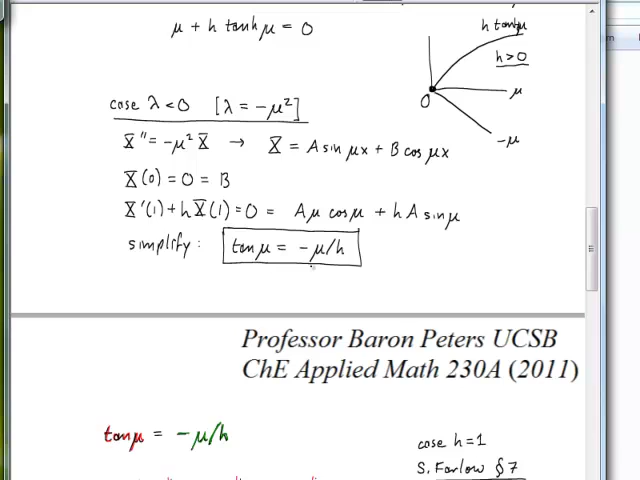 μ + h tanh μ = 0
h tanh μ
h>0
μ
0
-μ
case λ<0 [λ = -μ²]
X" = -μ² X → X = A sin μx + B cos μx
X(0) = 0 = B
X'(1) + hX(1) = 0 = Aμ cos μ + h A sin μ
simplify: tan μ = -μ/h
Professor Baron Peters UCSB
ChE Applied Math 230A (2011)
tan μ = -μ/h
case h=1
S. Farlow § 7